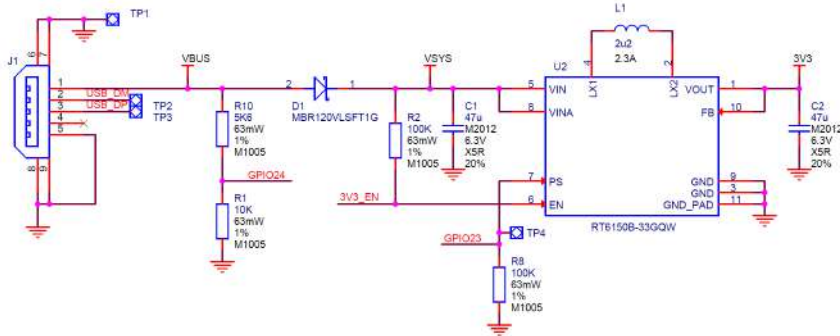 TP1
J1
6
7
1
2
3
4
5
8
9
USB_DM
USB_DP
TP2
TP3
VBUS
R10
5K6
63mW
1%
M1005
GPIO24
R1
10K
63mW
1%
M1005
2
1
D1
MBR120VLSFT1G
VSYS
R2
100K
63mW
1%
M1005
C1
47u
M2012
6.3V
X5R
20%
3V3_EN
L1
2u2
2.3A
4
2
U2
LX1
LX2
5
VIN
8
VINA
7
PS
6
EN
VOUT
1
FB
10
GND
9
GND
3
GND_PAD
11
RT6150B-33GQW
3V3
C2
47u
M2012
6.3V
X5R
20%
GPIO23
TP4
R8
100K
63mW
1%
M1005